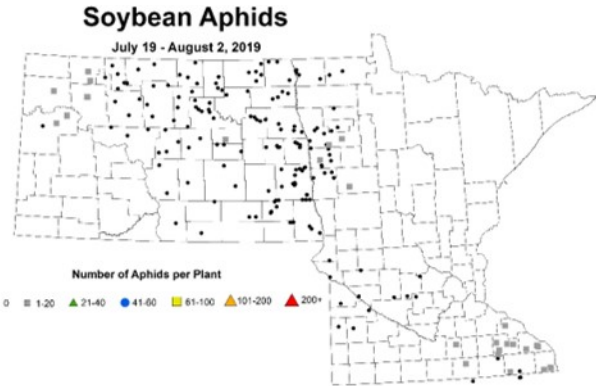 Soybean Aphids
July 19 - August 2, 2019
Number of Aphids per Plant
0 1-20 21-40 41-60 61-100 101-200 200+